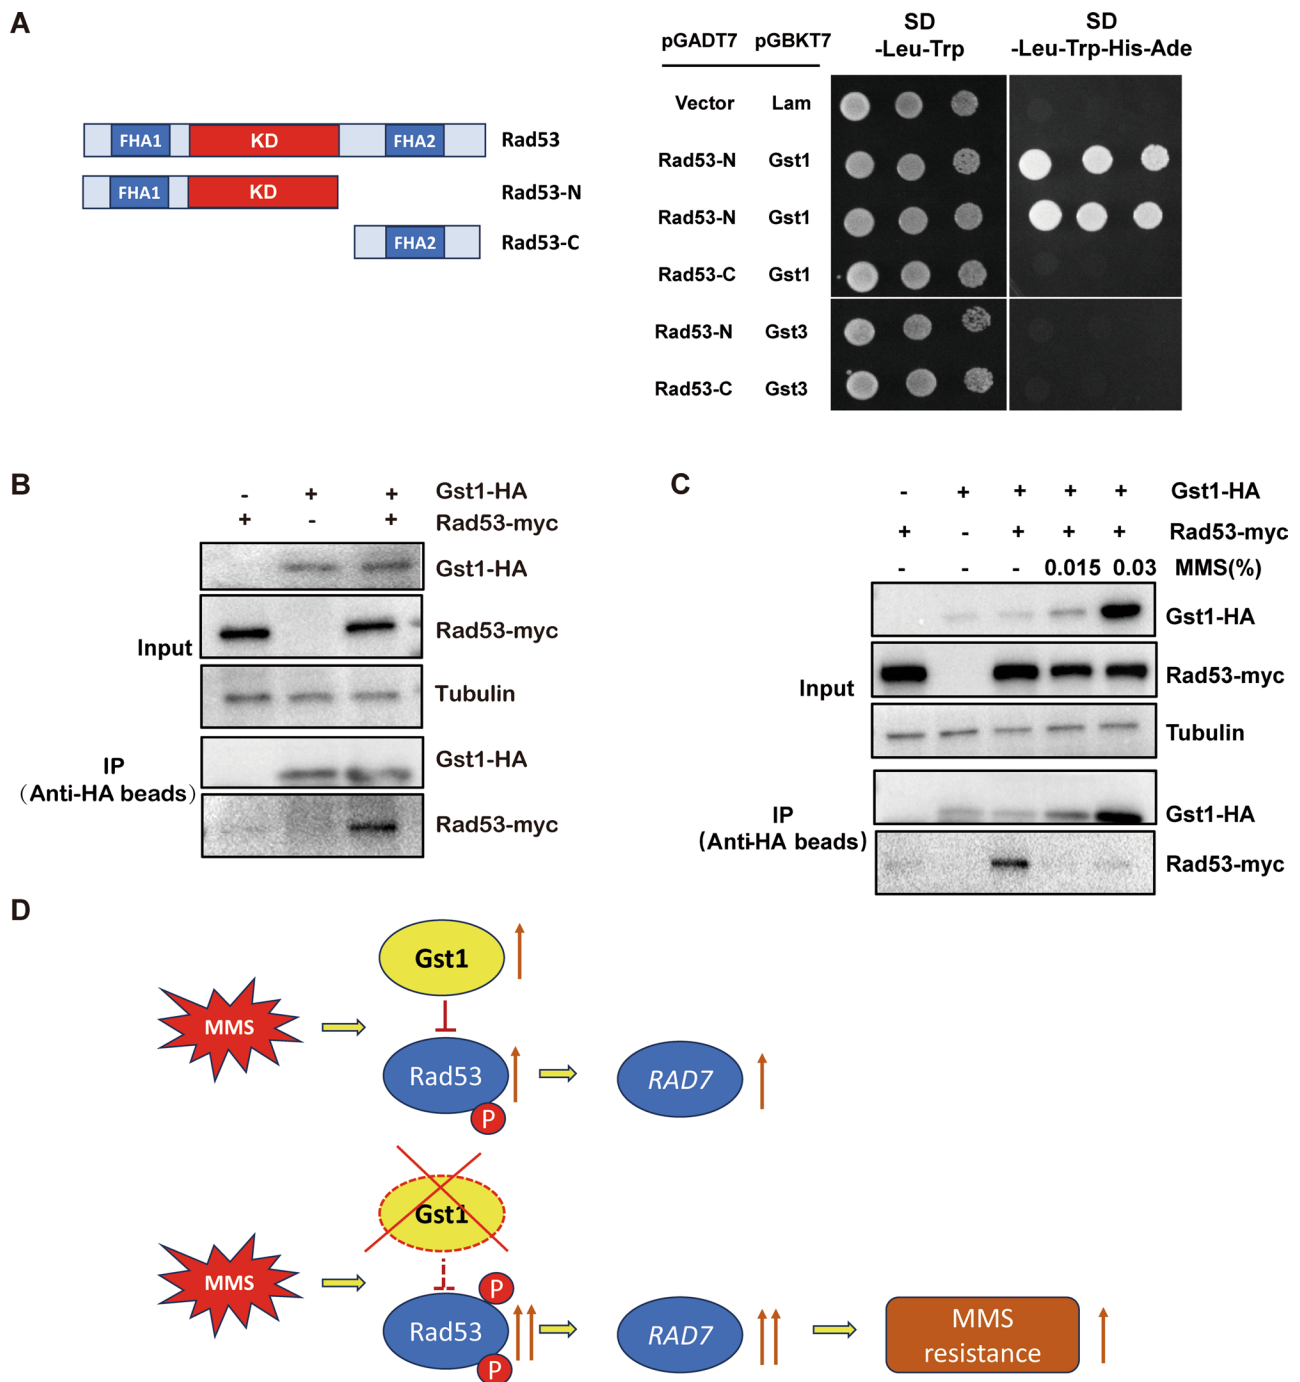 A
FHA1 KD FHA2 Rad53
FHA1 KD Rad53-N
FHA2 Rad53-C
pGADT7 pGBKT7
SD
-Leu-Trp
SD
-Leu-Trp-His-Ade
Vector Lam
Rad53-N Gst1
Rad53-N Gst1
Rad53-C Gst1
Rad53-N Gst3
Rad53-C Gst3
B
- + + Gst1-HA
+ - + Rad53-myc
Gst1-HA
Rad53-myc
Tubulin
Input
Gst1-HA
Rad53-myc
IP
(Anti-HA beads)
C
- + + + + Gst1-HA
+ - + + + Rad53-myc
- - - 0.015 0.03 MMS(%)
Gst1-HA
Rad53-myc
Tubulin
Input
Gst1-HA
Rad53-myc
IP
(Anti-HA beads)
D
Gst1
MMS
Rad53
P
RAD7
Gst1
MMS
P
Rad53
P
RAD7
MMS
resistance